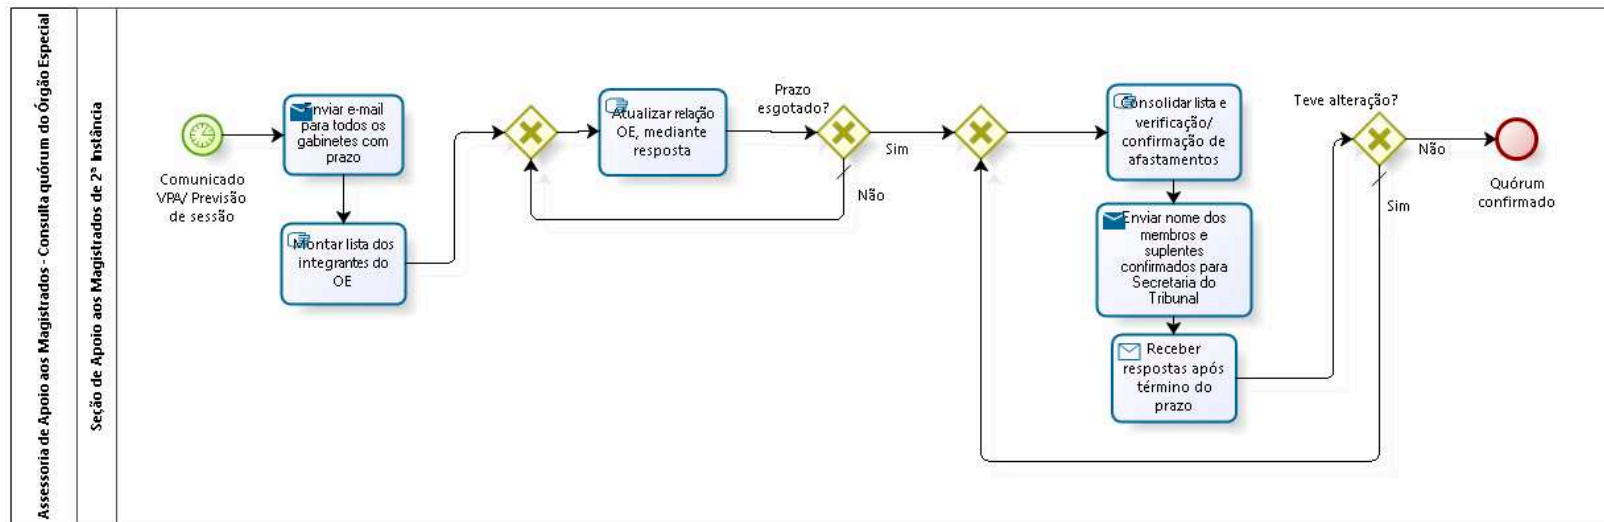 Assessoria de Apoio aos Magistrados - Consulta quórum do Órgão Especial
Seção de Apoio aos Magistrados de 2ª Instância
Comunicado
VPA/ Previsão
de sessão
Enviar e-mail
para todos os
gabinetes com
prazo
Montar lista dos
integrantes do
OE
Atualizar relação
OE, mediante
resposta
Prazo
esgotado?
Sim
Não
Consolidar lista e
verificação/
confirmação de
afastamentos
Enviar nome dos
membros e
suplentes
confirmados para
Secretaria do
Tribunal
Receber
respostas após
término do
prazo
Teve alteração?
Não
Sim
Quórum
confirmado